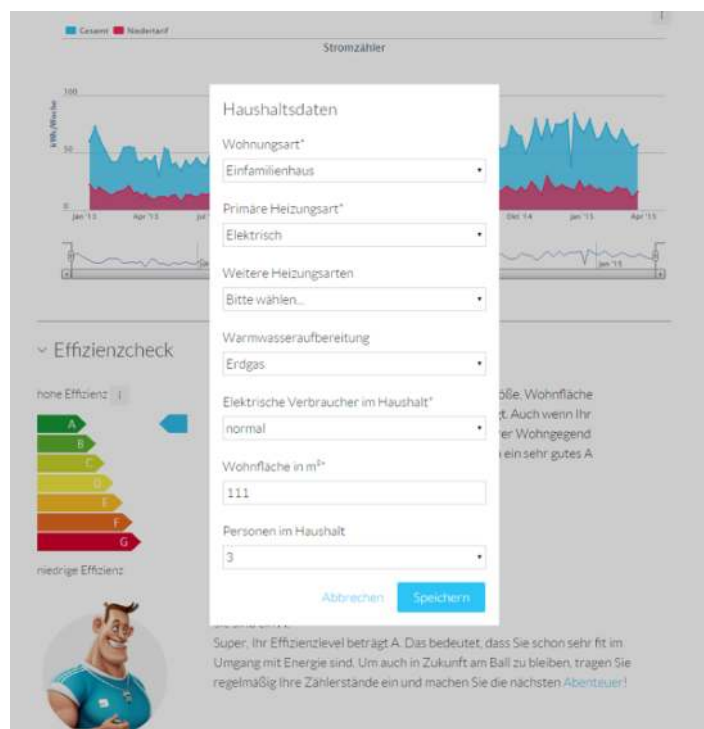 Gesamt Niedertarif
Stromzähler
kWh/Woche
100
50
0
Jan '13 Apr '13
Okt '14 Jan '15 Apr '15
Jan '15
Haushaltsdaten
Wohnungsart*
Einfamilienhaus
Primäre Heizungsart*
Elektrisch
Weitere Heizungsarten
Bitte wählen...
Warmwasseraufbereitung
Erdgas
Elektrische Verbraucher im Haushalt*
normal
Wohnfläche in m²*
111
Personen im Haushalt
3
Abbrechen Speichern
Effizienzcheck
hohe Effizienz i
A
B
C
D
E
F
G
niedrige Effizienz
Wohnfläche
Auch wenn Ihr
Wohngegend
ein sehr gutes A
Super, Ihr Effizienzlevel beträgt A. Das bedeutet, dass Sie schon sehr fit im
Umgang mit Energie sind. Um auch in Zukunft am Ball zu bleiben, tragen Sie
regelmäßig Ihre Zählerstände ein und machen Sie die nächsten Abenteuer!